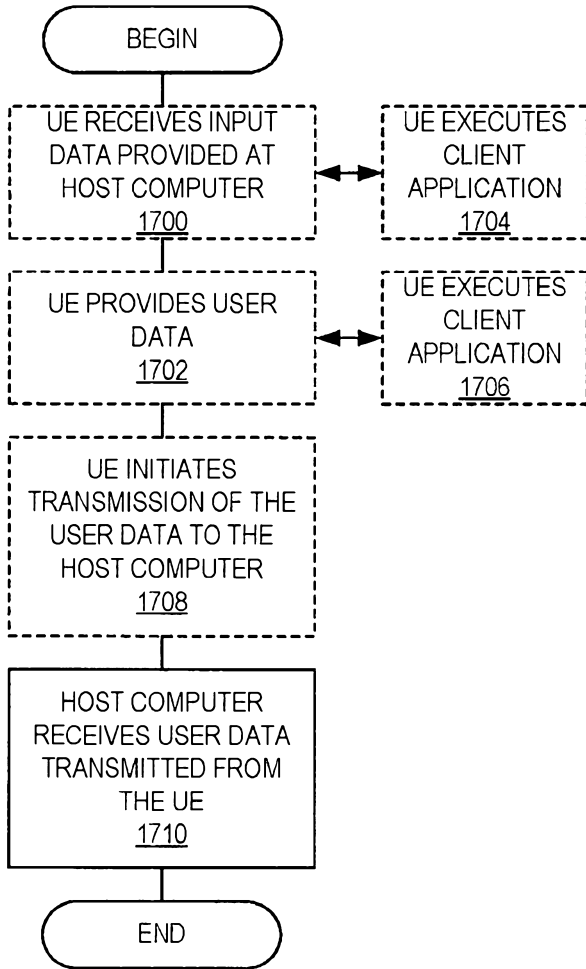 BEGIN
UE RECEIVES INPUT
DATA PROVIDED AT
HOST COMPUTER
1700
UE EXECUTES
CLIENT
APPLICATION
1704
UE PROVIDES USER
DATA
1702
UE EXECUTES
CLIENT
APPLICATION
1706
UE INITIATES
TRANSMISSION OF THE
USER DATA TO THE
HOST COMPUTER
1708
HOST COMPUTER
RECEIVES USER DATA
TRANSMITTED FROM
THE UE
1710
END